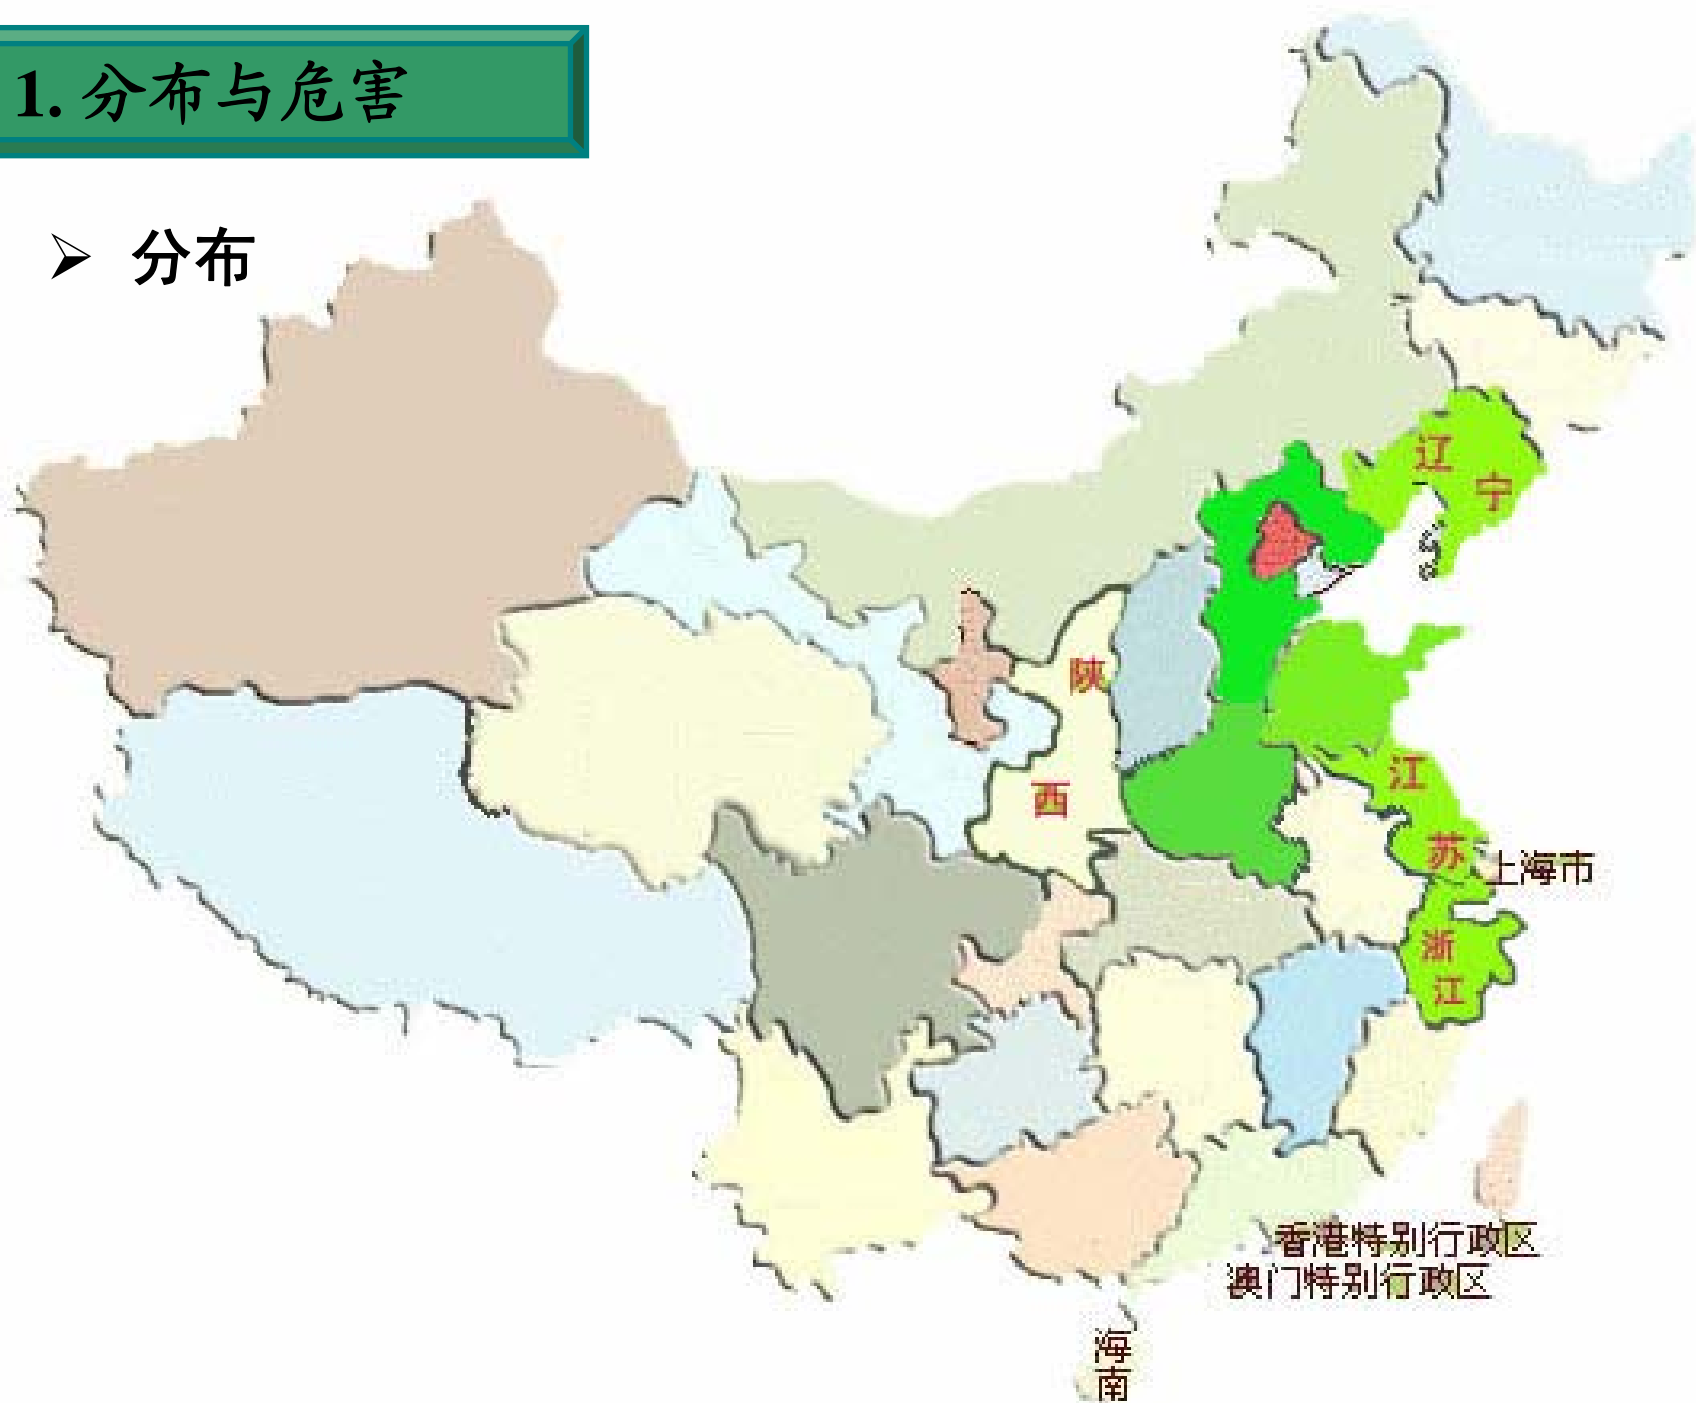 1. 分布与危害
➢ 分布
辽宁
陕西
江苏
上海市
浙江
香港特别行政区
澳门特别行政区
海南